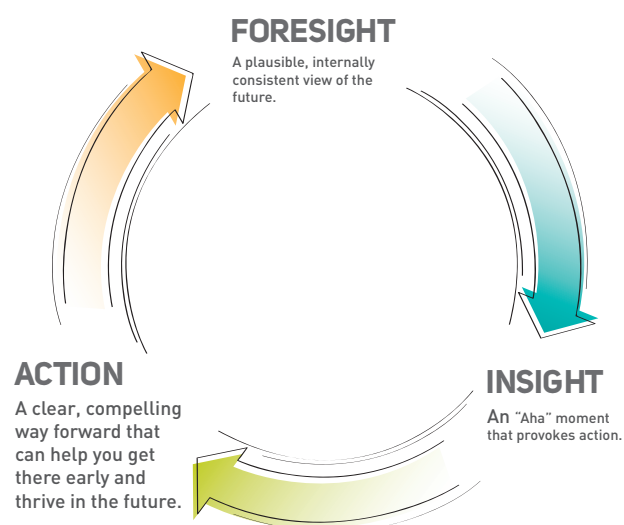 FORESIGHT
A plausible, internally
consistent view of the
future.
INSIGHT
An “Aha” moment
that provokes action.
ACTION
A clear, compelling
way forward that
can help you get
there early and
thrive in the future.